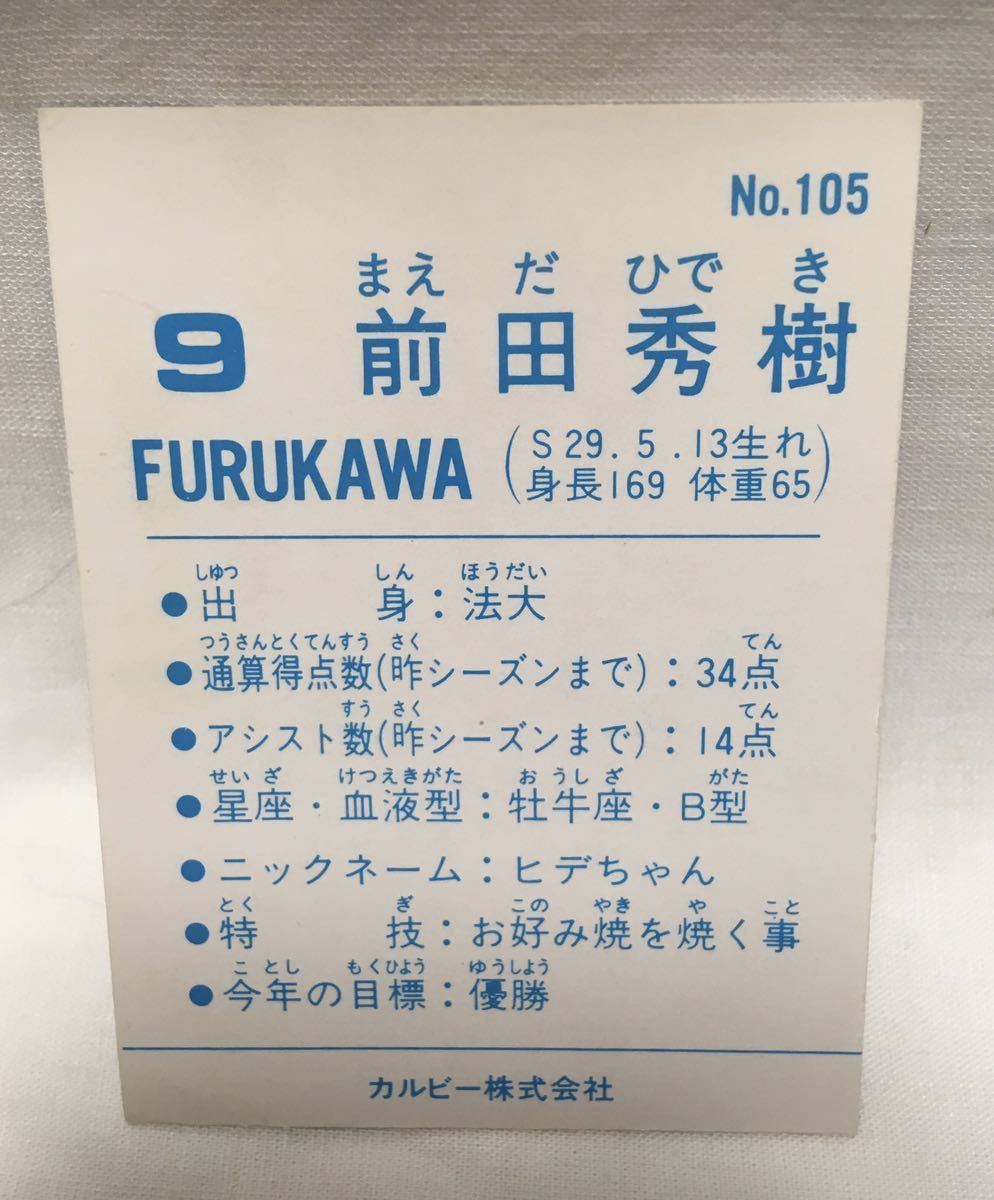 No.105
まえ だ ひで き
9 前田秀樹
FURUKAWA (S29.5.13生れ
身長169 体重65)
しゆつ しん ほうだい
●出 身：法大
つうさんとくてんすう さく てん
●通算得点数(昨シーズンまで)：34点
すう さく てん
●アシスト数(昨シーズンまで)：14点
せい ざ けつえきがた お うし ざ がた
●星座・血液型：牡牛座・B型
●ニックネーム：ヒデちゃん
とく ぎ この やき や こと
●特 技：お好み焼を焼く事
こ とし もくひよう ゆうしよう
●今年の目標：優勝
カルビー株式会社